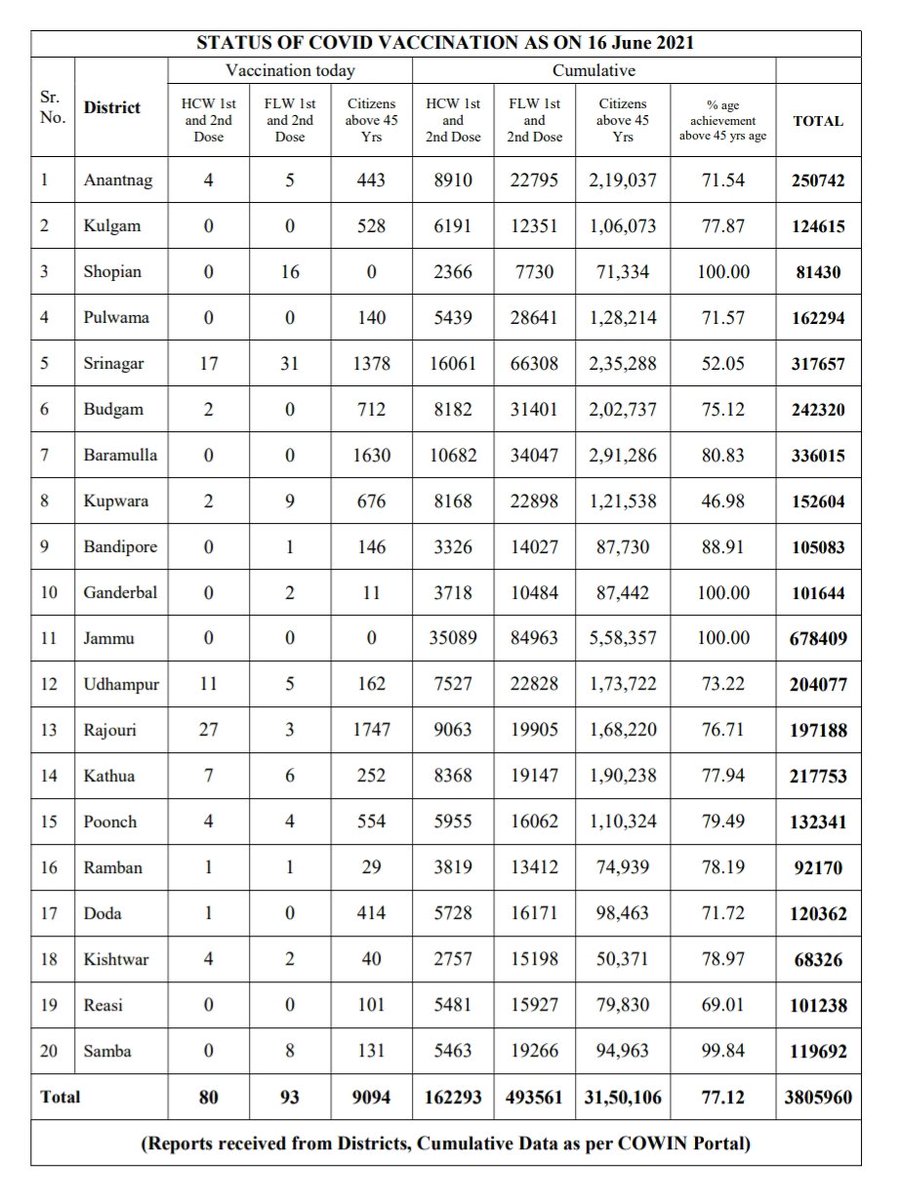 STATUS OF COVID VACCINATION AS ON 16 June 2021
Sr. No. District Vaccination today Cumulative
HCW 1st and 2nd Dose FLW 1st and 2nd Dose Citizens above 45 Yrs HCW 1st and 2nd Dose FLW 1st and 2nd Dose Citizens above 45 Yrs % age achievement above 45 yrs age TOTAL
1 Anantnag 4 5 443 8910 22795 2,19,037 71.54 250742
2 Kulgam 0 0 528 6191 12351 1,06,073 77.87 124615
3 Shopian 0 16 0 2366 7730 71,334 100.00 81430
4 Pulwama 0 0 140 5439 28641 1,28,214 71.57 162294
5 Srinagar 17 31 1378 16061 66308 2,35,288 52.05 317657
6 Budgam 2 0 712 8182 31401 2,02,737 75.12 242320
7 Baramulla 0 0 1630 10682 34047 2,91,286 80.83 336015
8 Kupwara 2 9 676 8168 22898 1,21,538 46.98 152604
9 Bandipore 0 1 146 3326 14027 87,730 88.91 105083
10 Ganderbal 0 2 11 3718 10484 87,442 100.00 101644
11 Jammu 0 0 0 35089 84963 5,58,357 100.00 678409
12 Udhampur 11 5 162 7527 22828 1,73,722 73.22 204077
13 Rajouri 27 3 1747 9063 19905 1,68,220 76.71 197188
14 Kathua 7 6 252 8368 19147 1,90,238 77.94 217753
15 Poonch 4 4 554 5955 16062 1,10,324 79.49 132341
16 Ramban 1 1 29 3819 13412 74,939 78.19 92170
17 Doda 1 0 414 5728 16171 98,463 71.72 120362
18 Kishtwar 4 2 40 2757 15198 50,371 78.97 68326
19 Reasi 0 0 101 5481 15927 79,830 69.01 101238
20 Samba 0 8 131 5463 19266 94,963 99.84 119692
Total 80 93 9094 162293 493561 31,50,106 77.12 3805960
(Reports received from Districts, Cumulative Data as per COWIN Portal)